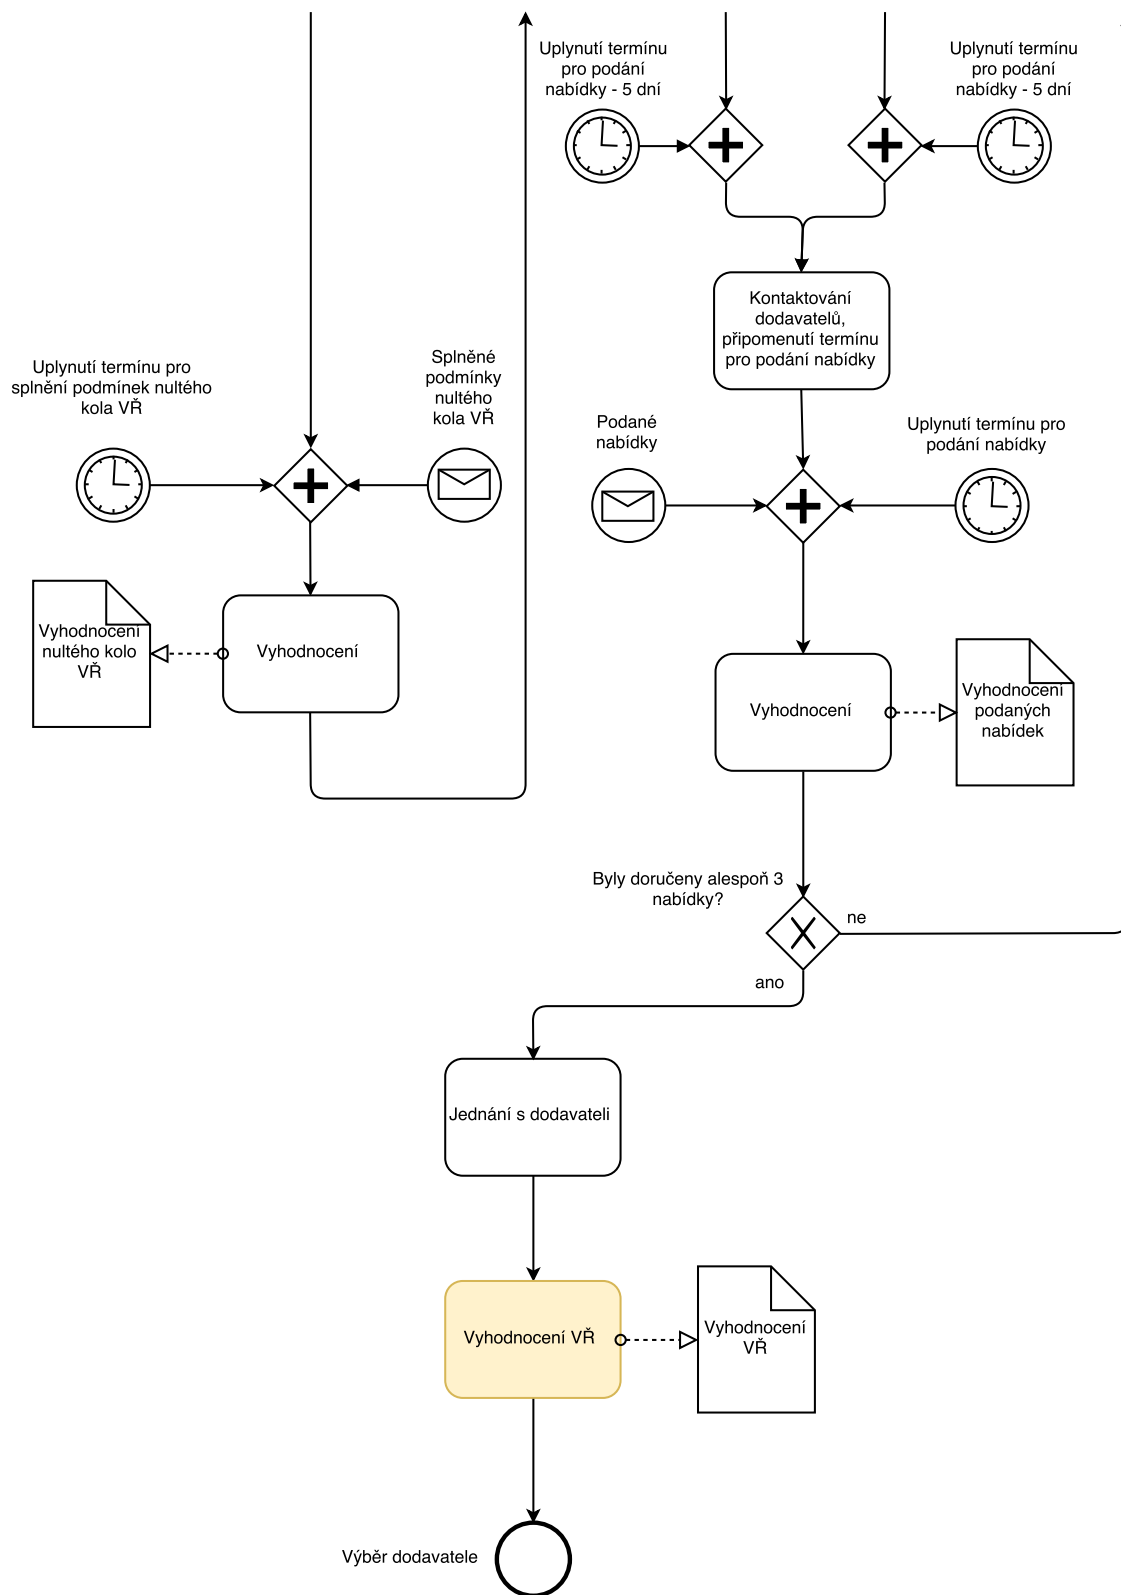 Uplynutí termínu
pro podání
nabídky - 5 dní
Uplynutí termínu
pro podání
nabídky - 5 dní
Kontaktování
dodavatelů,
připomenutí termínu
pro podání nabídky
Uplynutí termínu pro
splnění podmínek nultého
kola VŘ
Splněné
podmínky
nultého
kola VŘ
Podané
nabídky
Uplynutí termínu pro
podání nabídky
Vyhodnocení
nultého kolo
VŘ
Vyhodnocení
Vyhodnocení
Vyhodnocení
podaných
nabídek
Byly doručeny alespoň 3
nabídky?
ne
ano
Jednání s dodavateli
Vyhodnocení VŘ
Vyhodnocení
VŘ
Výběr dodavatele